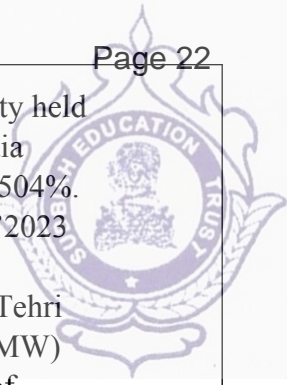 Page 22
ty held
EDUCATION TRUST
ia
504%.
2023
Tehri
MW)